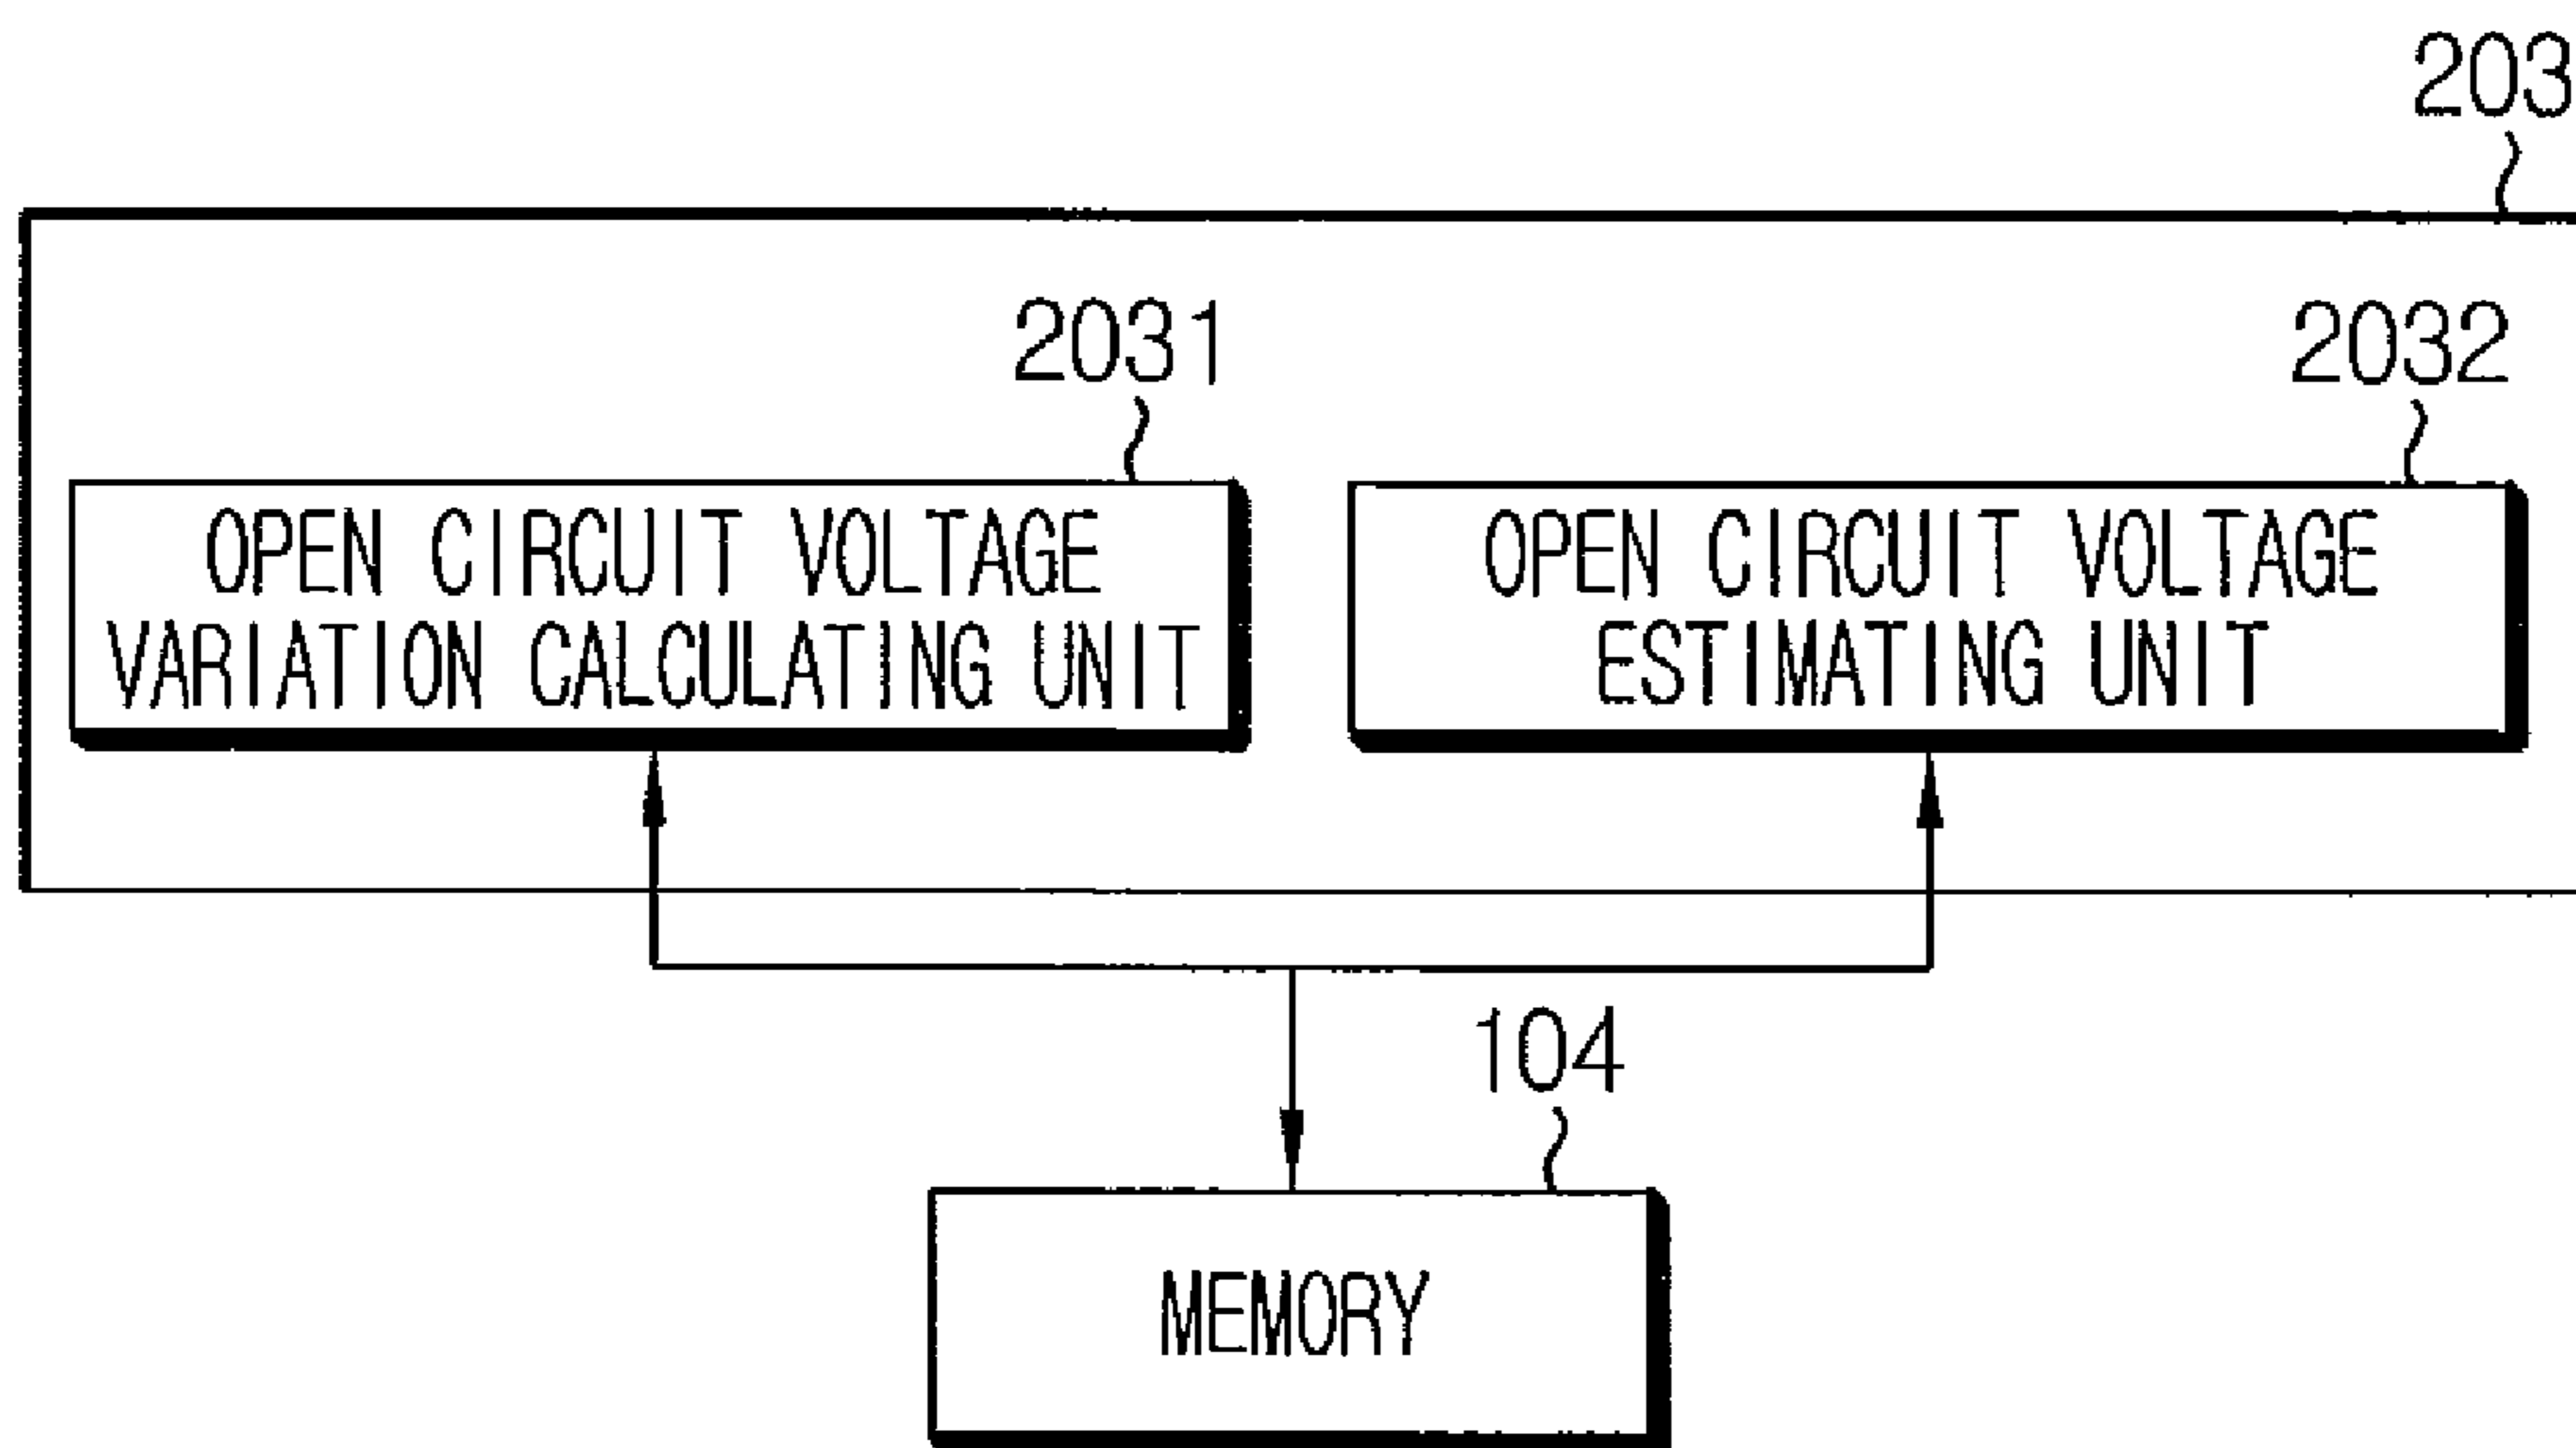 203
2031
2032
OPEN CIRCUIT VOLTAGE
VARIATION CALCULATING UNIT
OPEN CIRCUIT VOLTAGE
ESTIMATING UNIT
104
MEMORY